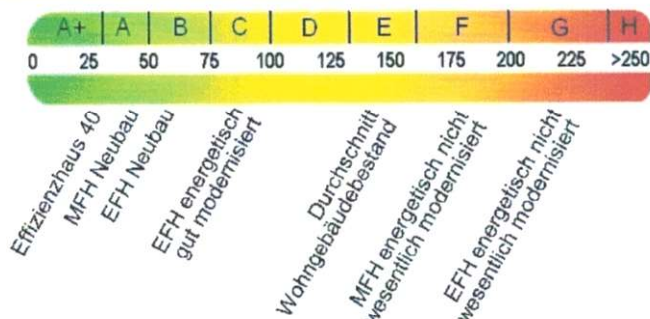 A+ A B C D E F G H
0 25 50 75 100 125 150 175 200 225 >250
Effizienzhaus 40
MFH Neubau
EFH Neubau
EFH energetisch
gut modernisiert
Durchschnitt
Wohngebäudebestand
MFH energetisch nicht
wesentlich modernisiert
EFH energetisch nicht
wesentlich modernisiert